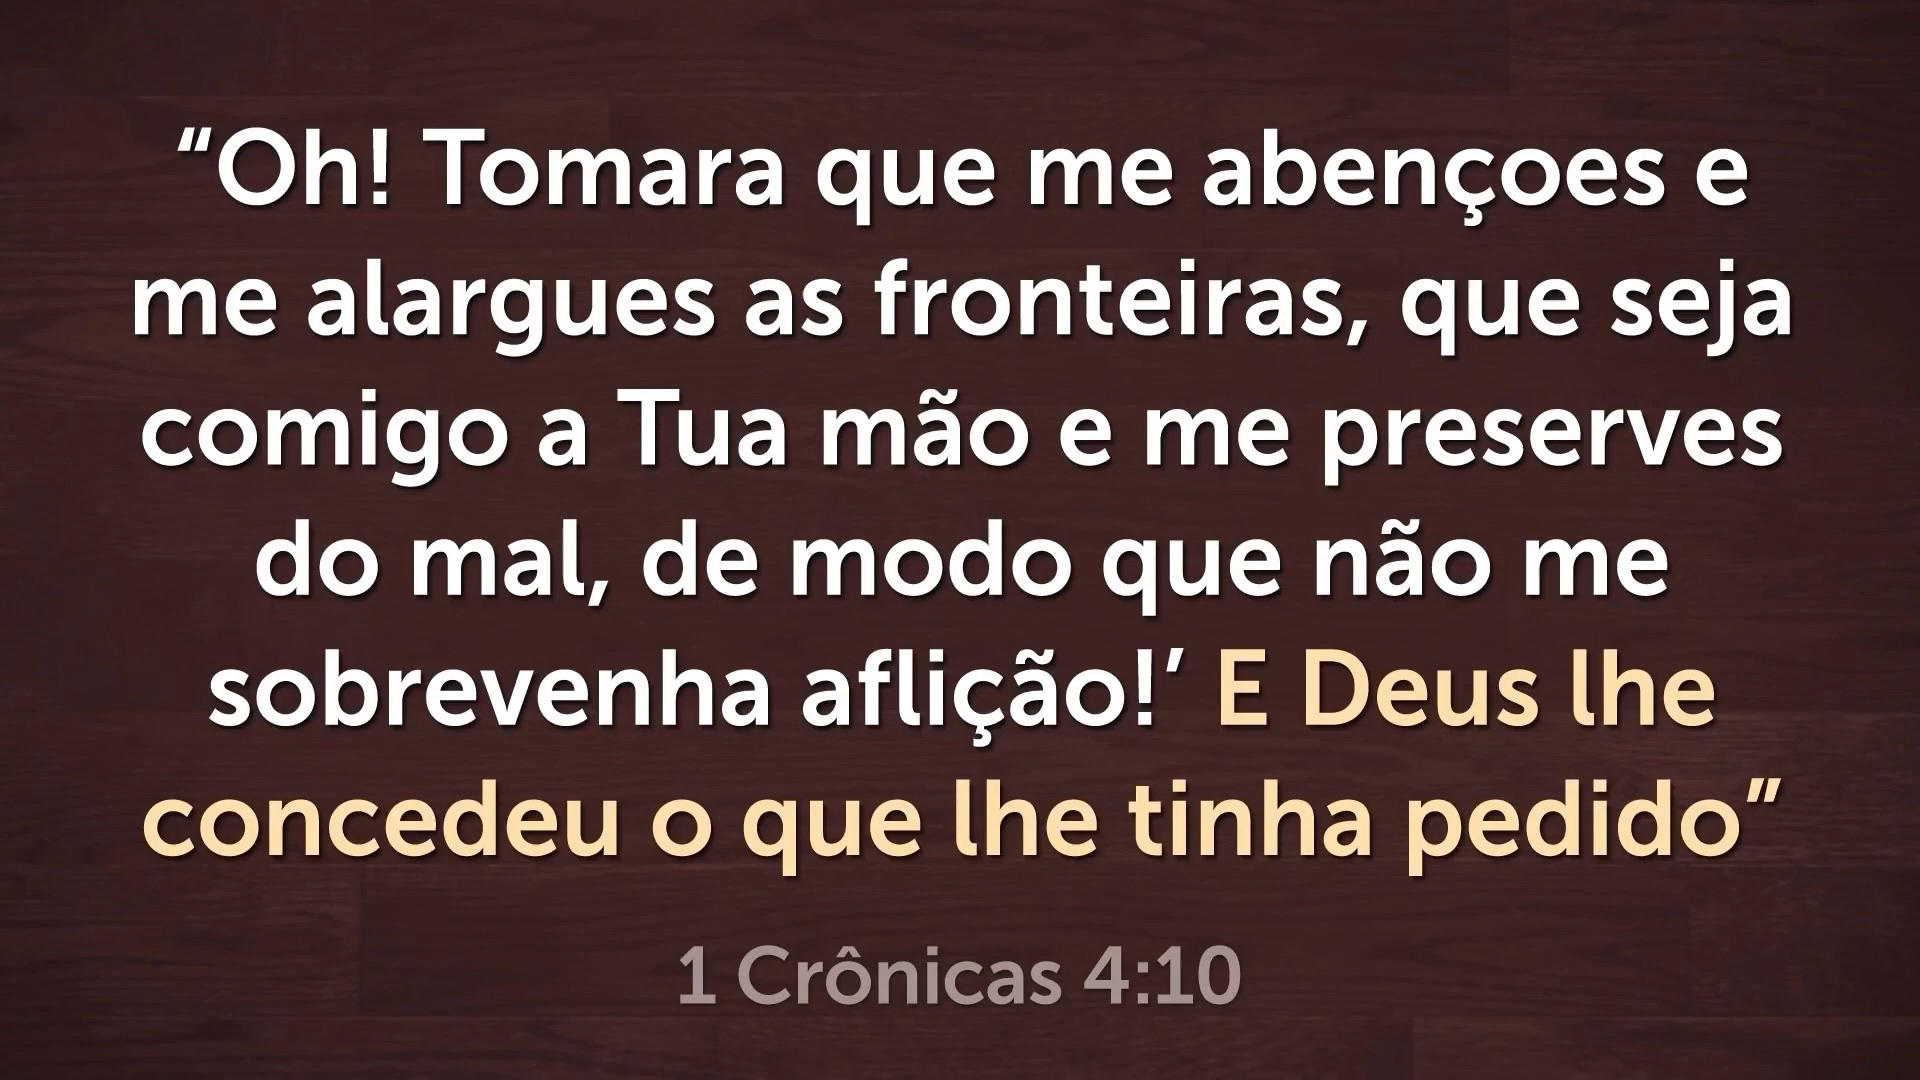 “Oh! Tomara que me abençoes e
me alargues as fronteiras, que seja
comigo a Tua mão e me preserves
do mal, de modo que não me
sobrevenha aflição!’ E Deus lhe
concedeu o que lhe tinha pedido”
1 Crônicas 4:10